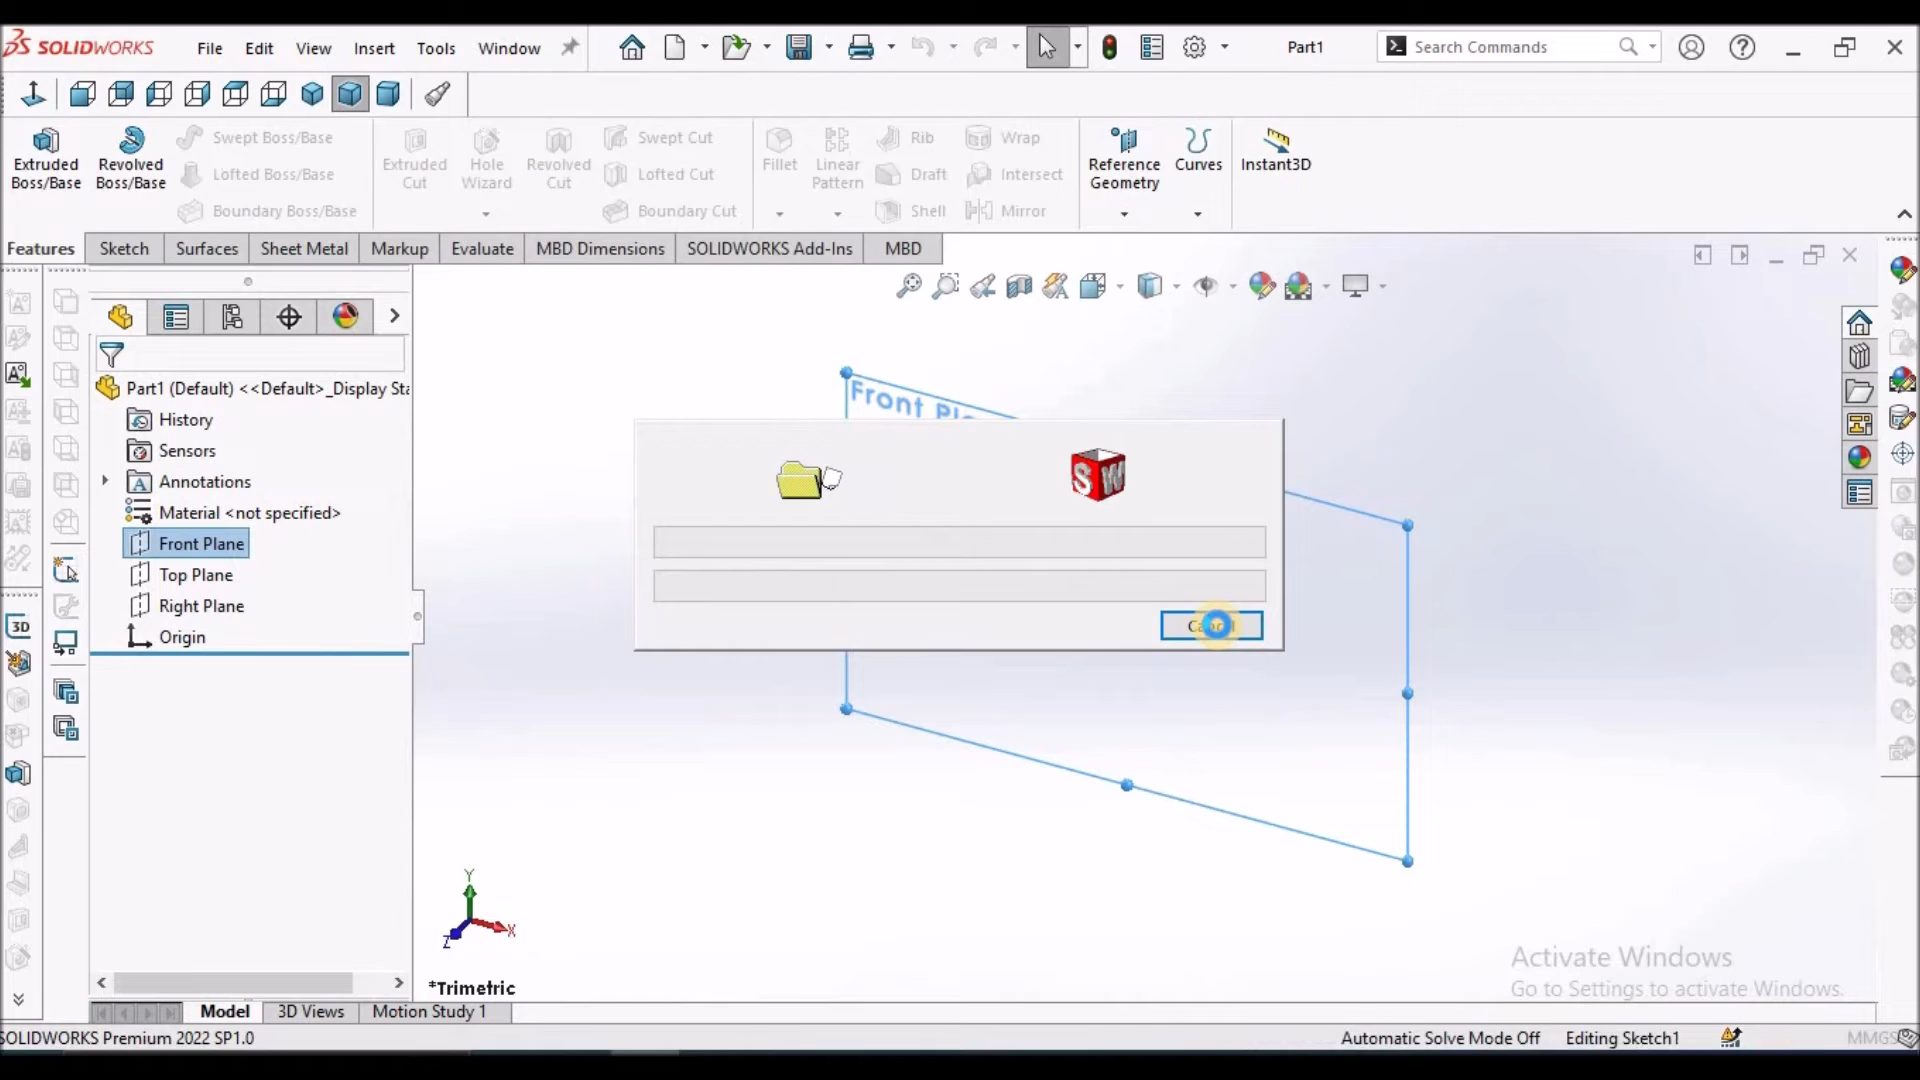 SOLIDWORKS
File Edit View Insert Tools Window
Part1
Search Commands
Extruded Boss/Base
Revolved Boss/Base
Swept Boss/Base
Lofted Boss/Base
Boundary Boss/Base
Extruded Cut
Hole Wizard
Revolved Cut
Swept Cut
Lofted Cut
Boundary Cut
Fillet
Linear Pattern
Rib
Draft
Shell
Wrap
Intersect
Mirror
Reference Geometry
Curves
Instant3D
Features Sketch Surfaces Sheet Metal Markup Evaluate MBD Dimensions SOLIDWORKS Add-Ins MBD
Part1 (Default) <<Default>_Display Sta
History
Sensors
Annotations
Material <not specified>
Front Plane
Top Plane
Right Plane
Origin
3D
Front Pl
SW
Y
X
Z
*Trimetric
Activate Windows
Go to Settings to activate Windows.
Model 3D Views Motion Study 1
SOLIDWORKS Premium 2022 SP1.0
Automatic Solve Mode Off Editing Sketch1 MMGS